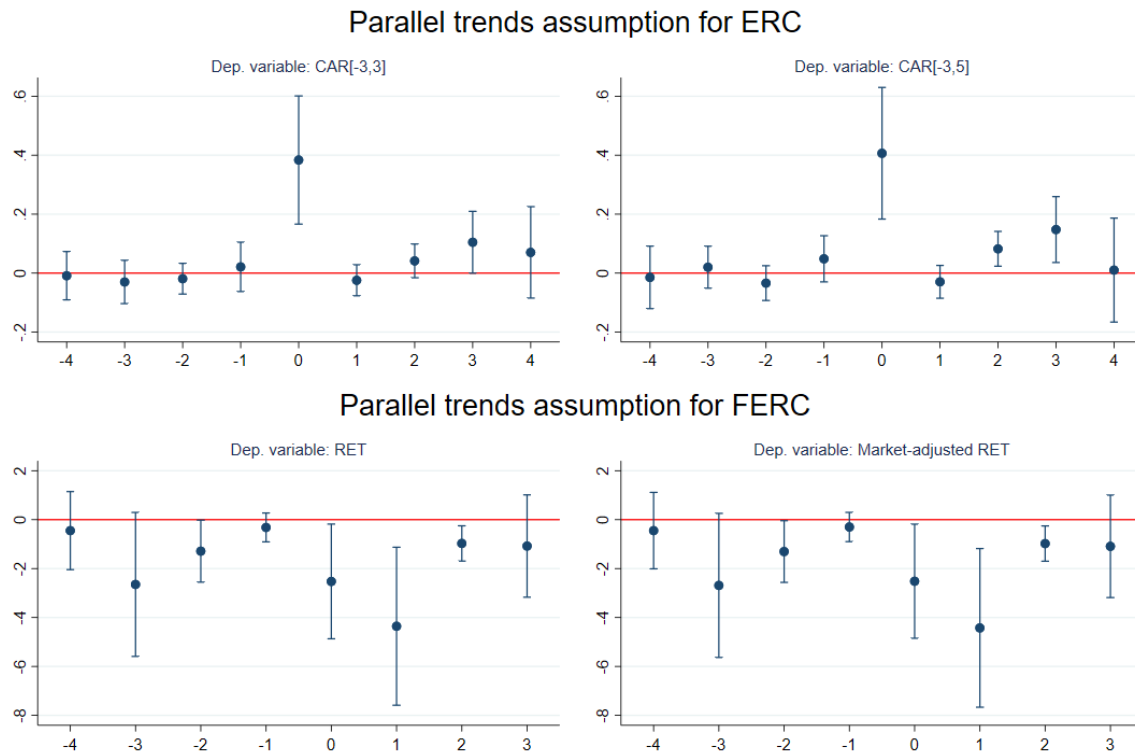 Parallel trends assumption for ERC
Dep. variable: CAR[-3,3]
Dep. variable: CAR[-3,5]
.6
.4
.2
0
-.2
-4 -3 -2 -1 0 1 2 3 4
.6
.4
.2
0
-.2
-4 -3 -2 -1 0 1 2 3 4
Parallel trends assumption for FERC
Dep. variable: RET
Dep. variable: Market-adjusted RET
2
0
-2
-4
-6
-8
-4 -3 -2 -1 0 1 2 3
2
0
-2
-4
-6
-8
-4 -3 -2 -1 0 1 2 3